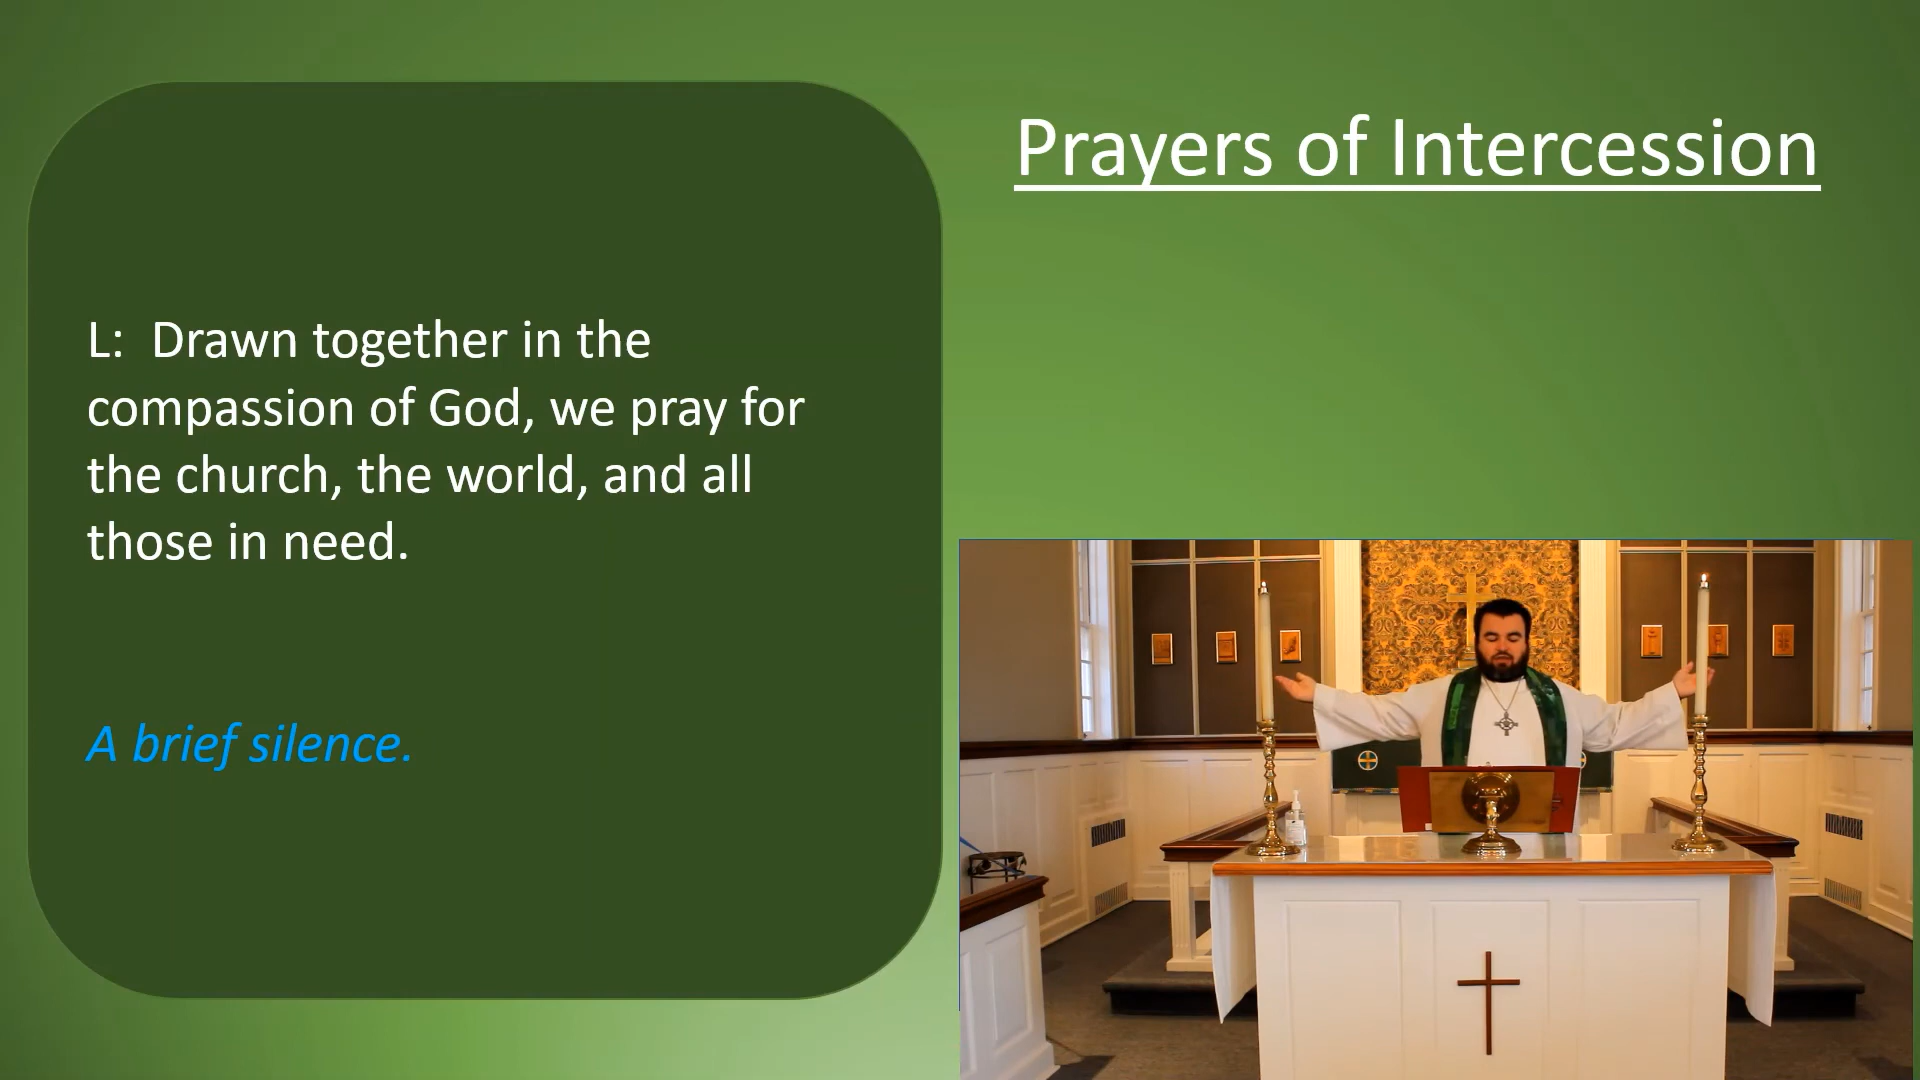 Prayers of Intercession
L: Drawn together in the
compassion of God, we pray for
the church, the world, and all
those in need.
A brief silence.